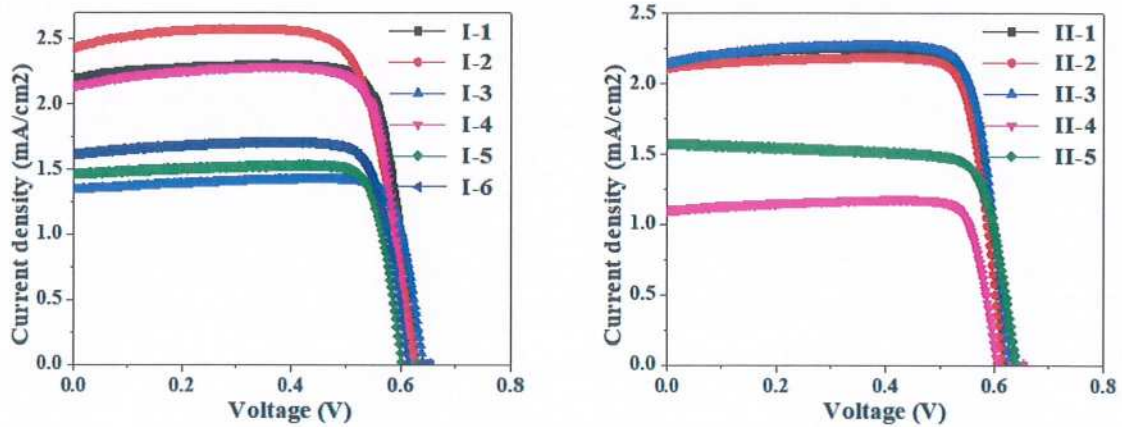 2.5
2.0
1.5
1.0
0.5
0.0
0.0
0.2
0.4
0.6
0.8
Current density (mA/cm2)
Voltage (V)
I-1
I-2
I-3
I-4
I-5
I-6
2.5
2.0
1.5
1.0
0.5
0.0
0.0
0.2
0.4
0.6
0.8
Current density (mA/cm2)
Voltage (V)
II-1
II-2
II-3
II-4
II-5